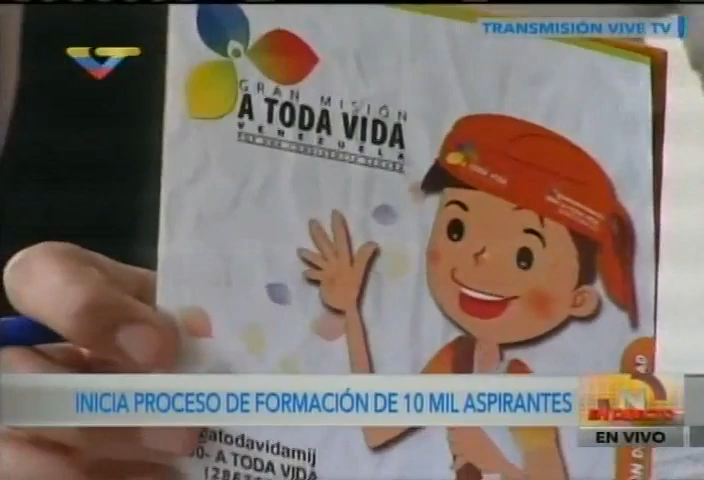 TRANSMISIÓN VIVE TV
GRAN MISIÓN
A TODA VIDA
VENEZUELA
INICIA PROCESO DE FORMACIÓN DE 10 MIL ASPIRANTES
EN VIVO
atodavidamij
A TODA VIDA